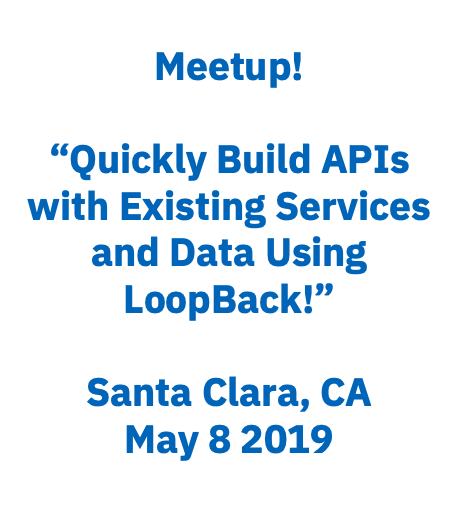 Meetup!
“Quickly Build APIs
with Existing Services
and Data Using
LoopBack!”
Santa Clara, CA
May 8 2019